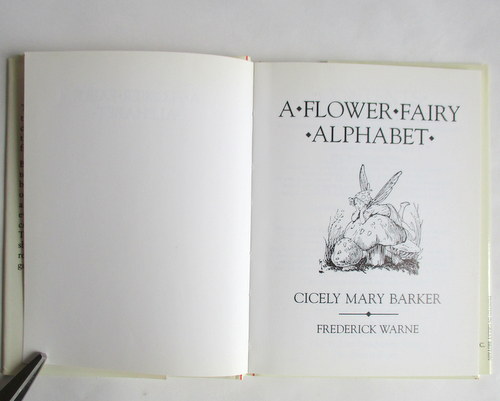 A◆FLOWER◆FAIRY
◆ALPHABET◆
CICELY MARY BARKER
FREDERICK WARNE